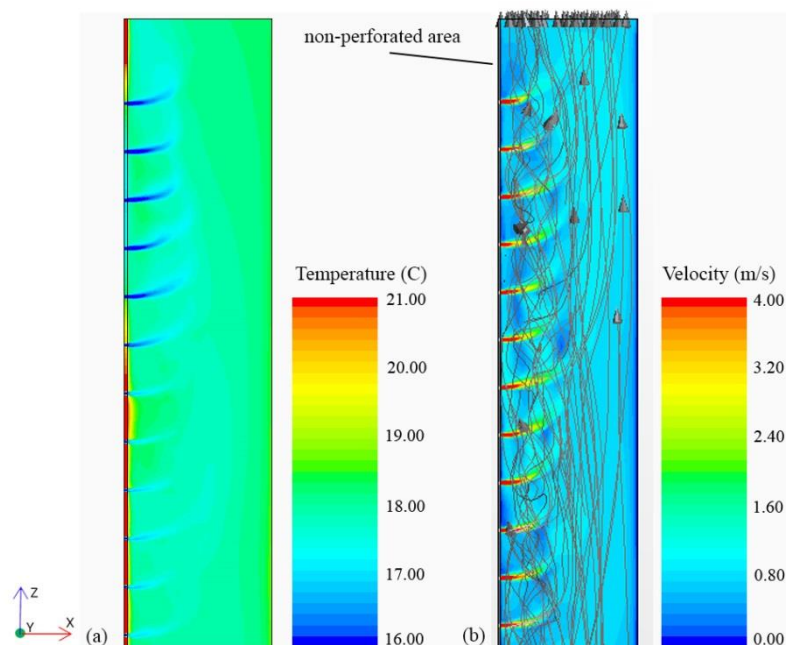 non-perforated area
Temperature (C)
21.00
20.00
19.00
18.00
17.00
16.00
Velocity (m/s)
4.00
3.20
2.40
1.60
0.80
0.00
Z
Y
X
(a)
(b)